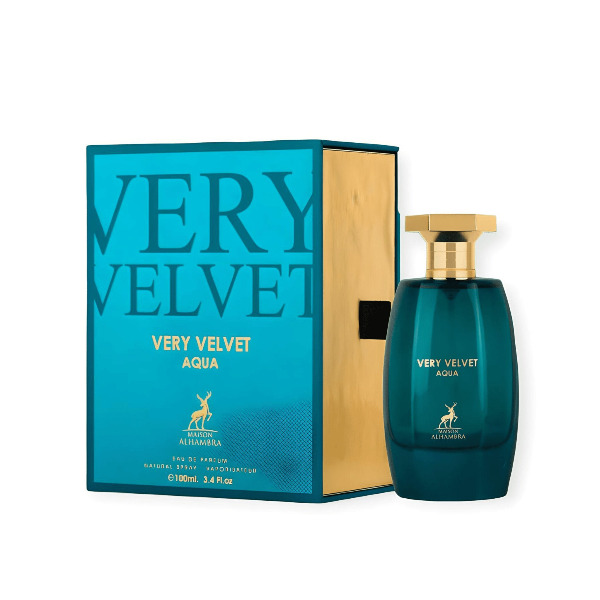 VERY
VELVET
VERY VELVET
AQUA
MAISON
ALHAMBRA
EAU DE PARFUM
NATURAL SPRAY VAPORISATEUR
℮100ml. 3.4 Fl.oz
VERY VELVET
AQUA
MAISON
ALHAMBRA